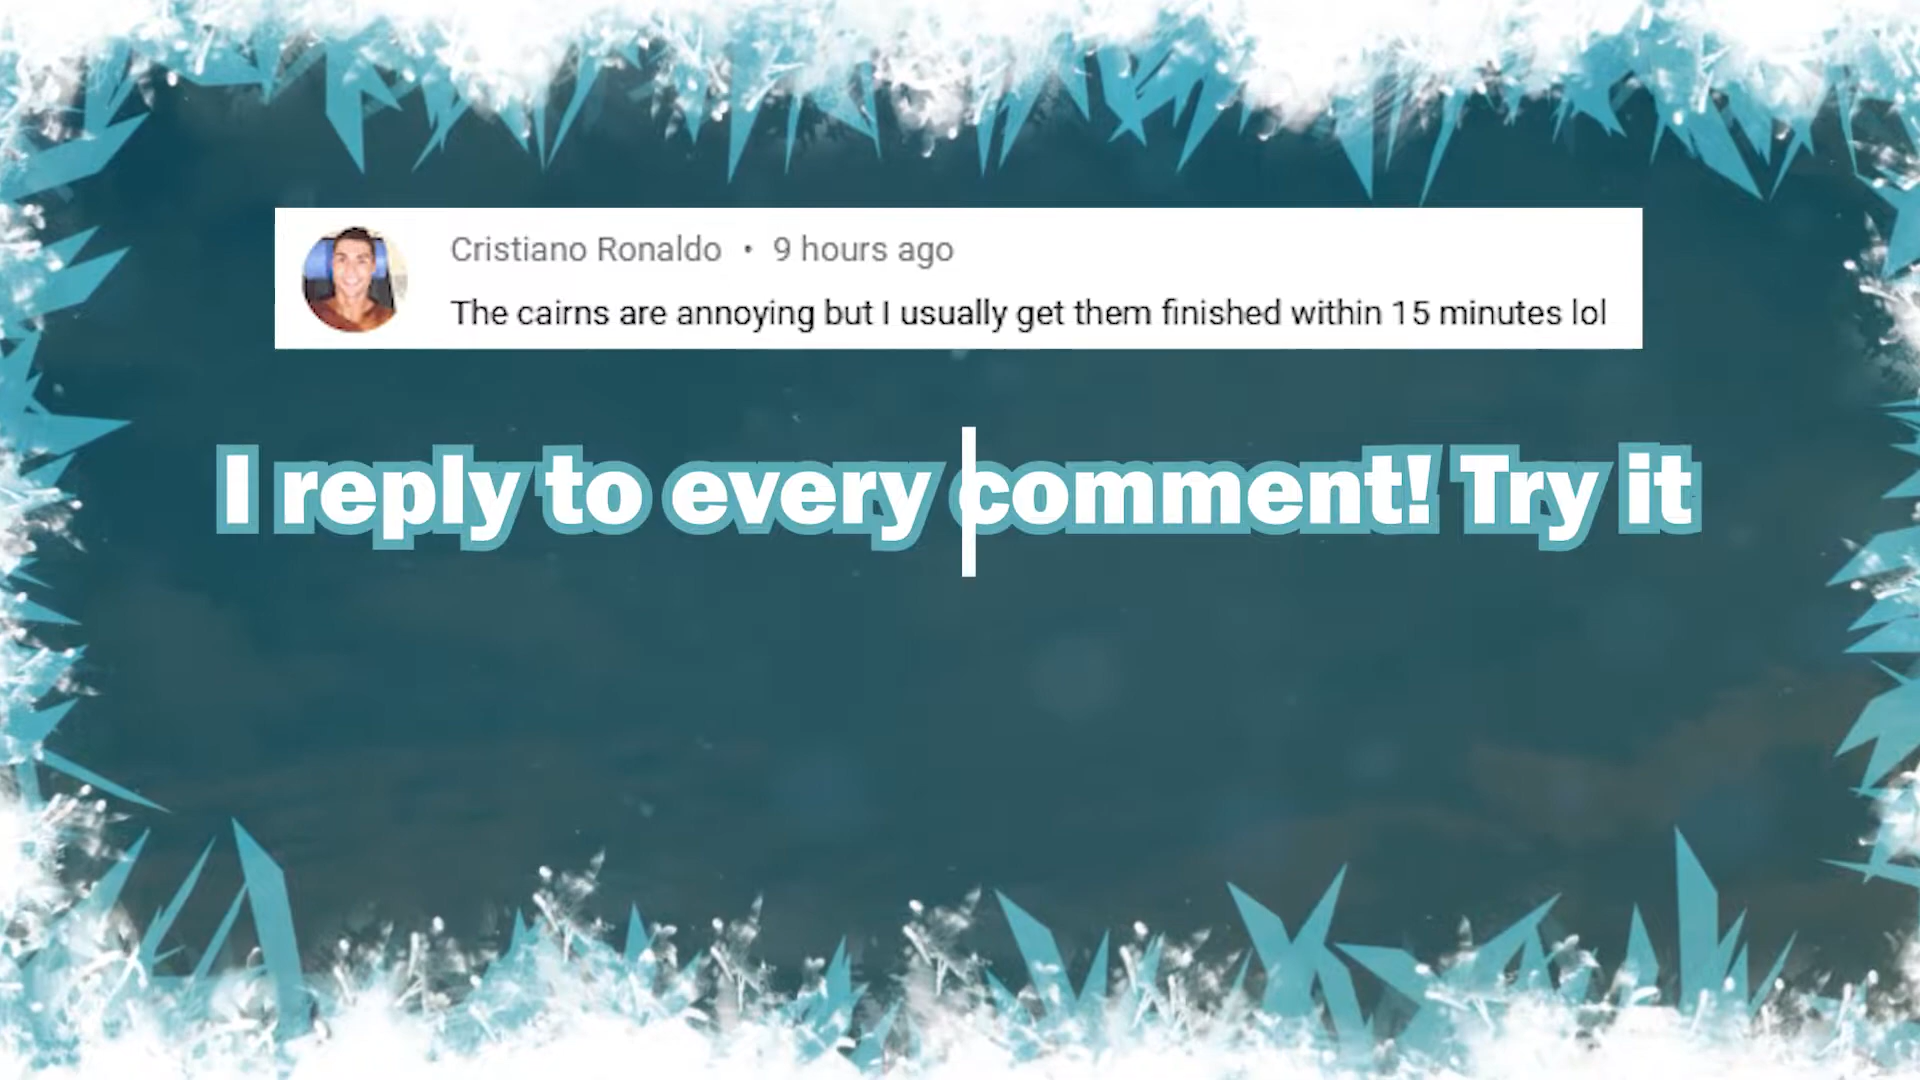 Cristiano Ronaldo • 9 hours ago
The cairns are annoying but I usually get them finished within 15 minutes lol
I reply to every comment! Try it